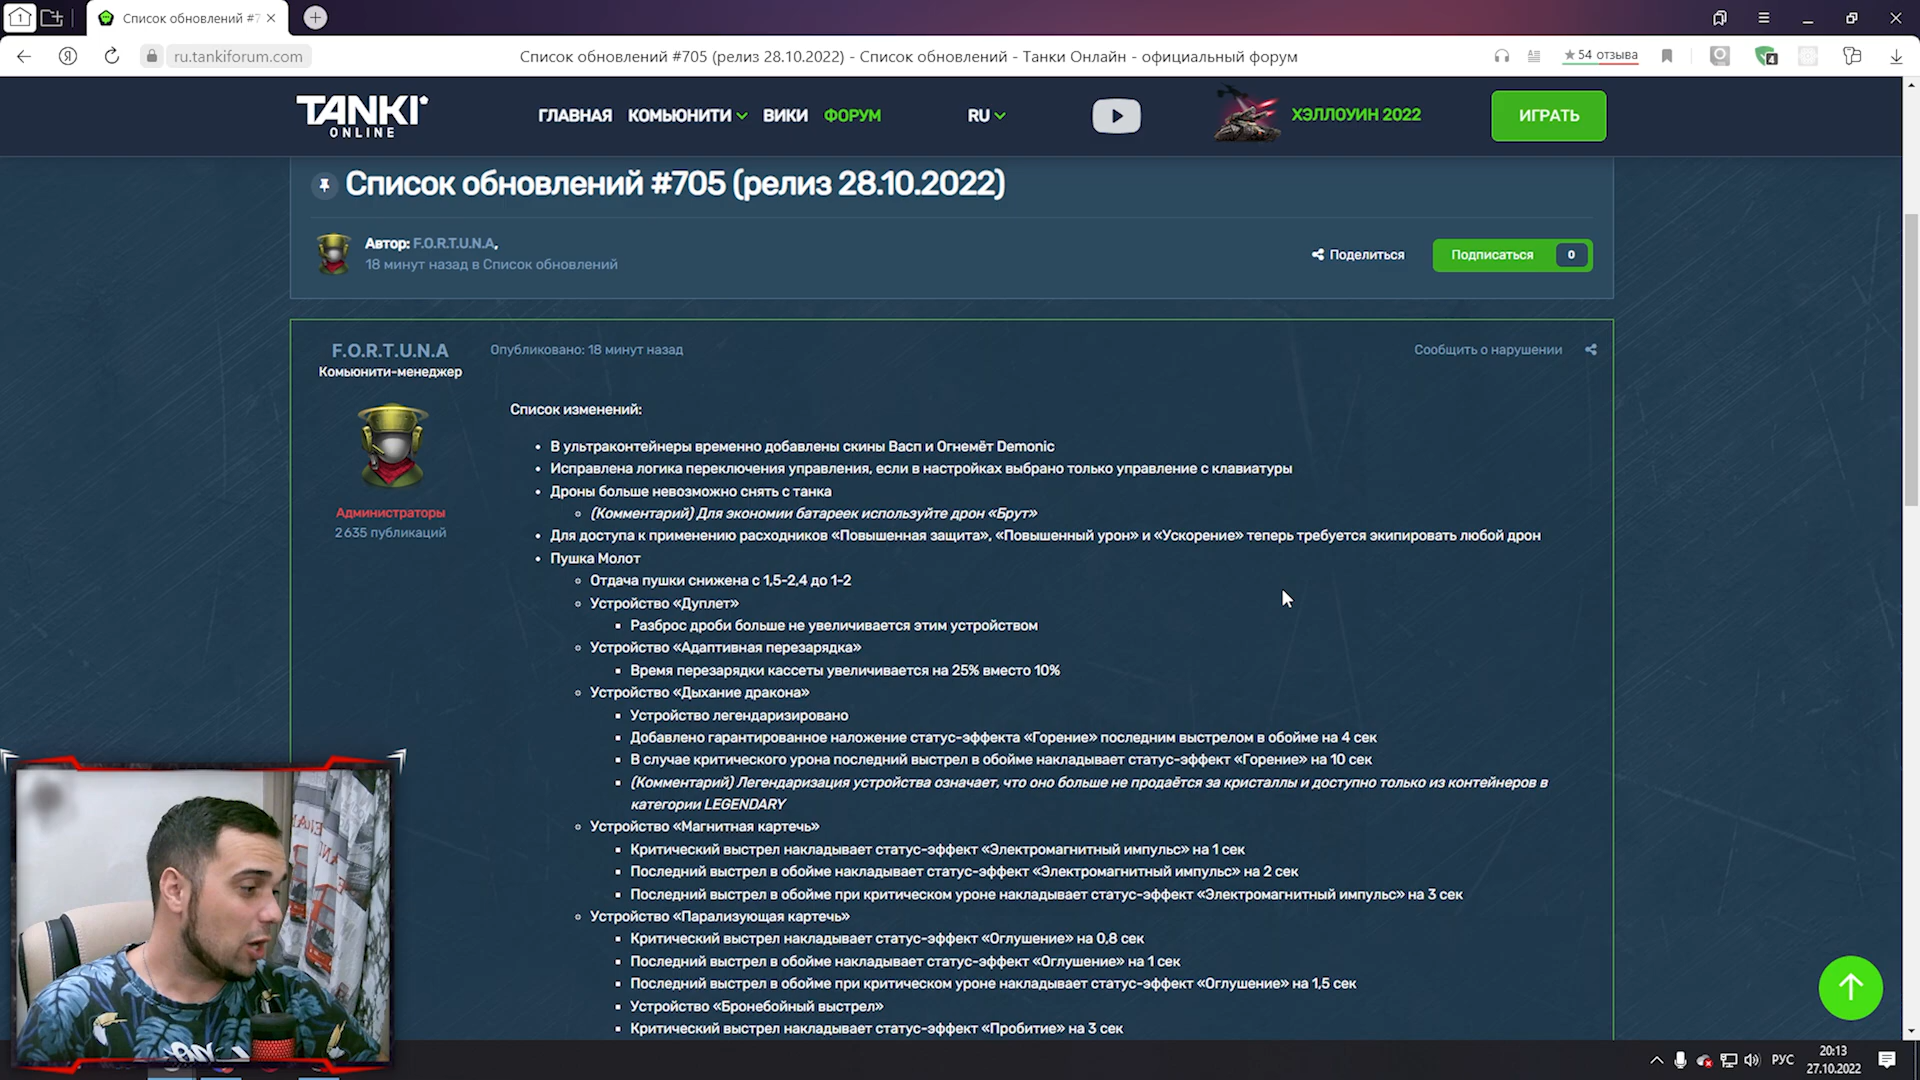 1
Список обновлений #7
ru.tankiforum.com
Список обновлений #705 (релиз 28.10.2022) - Список обновлений - Танки Онлайн - официальный форум
★54 отзыва
4
TANKI
ONLINE
ГЛАВНАЯ КОМЬЮНИТИ ВИКИ ФОРУМ
RU
ХЭЛЛОУИН 2022
ИГРАТЬ
Список обновлений #705 (релиз 28.10.2022)
Автор: F.O.R.T.U.N.A,
18 минут назад в Список обновлений
Поделиться
Подписаться 0
F.O.R.T.U.N.A
Комьюнити-менеджер
Администраторы
2 635 публикаций
Опубликовано: 18 минут назад
Сообщить о нарушении
Список изменений:
В ультраконтейнеры временно добавлены скины Васп и Огнемёт Demonic
Исправлена логика переключения управления, если в настройках выбрано только управление с клавиатуры
Дроны больше невозможно снять с танка
(Комментарий) Для экономии батареек используйте дрон «Брут»
Для доступа к применению расходников «Повышенная защита», «Повышенный урон» и «Ускорение» теперь требуется экипировать любой дрон
Пушка Молот
Отдача пушки снижена с 1,5-2,4 до 1-2
Устройство «Дуплет»
Разброс дроби больше не увеличивается этим устройством
Устройство «Адаптивная перезарядка»
Время перезарядки кассеты увеличивается на 25% вместо 10%
Устройство «Дыхание дракона»
Устройство легендаризировано
Добавлено гарантированное наложение статус-эффекта «Горение» последним выстрелом в обойме на 4 сек
В случае критического урона последний выстрел в обойме накладывает статус-эффект «Горение» на 10 сек
(Комментарий) Легендаризация устройства означает, что оно больше не продаётся за кристаллы и доступно только из контейнеров в
категории LEGENDARY
Устройство «Магнитная картечь»
Критический выстрел накладывает статус-эффект «Электромагнитный импульс» на 1 сек
Последний выстрел в обойме накладывает статус-эффект «Электромагнитный импульс» на 2 сек
Последний выстрел в обойме при критическом уроне накладывает статус-эффект «Электромагнитный импульс» на 3 сек
Устройство «Парализующая картечь»
Критический выстрел накладывает статус-эффект «Оглушение» на 0,8 сек
Последний выстрел в обойме накладывает статус-эффект «Оглушение» на 1 сек
Последний выстрел в обойме при критическом уроне накладывает статус-эффект «Оглушение» на 1,5 сек
Устройство «Бронебойный выстрел»
Критический выстрел накладывает статус-эффект «Пробитие» на 3 сек
РУС
20:13
27.10.2022